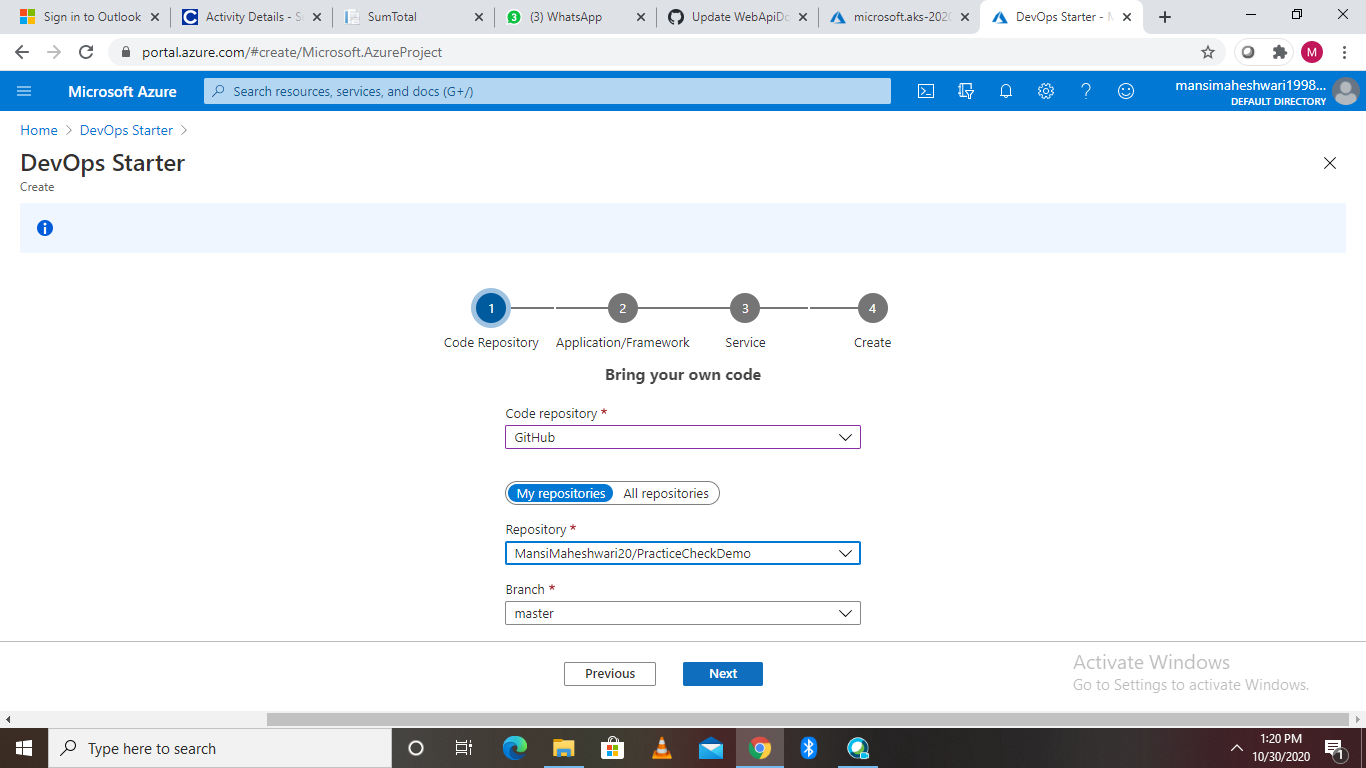 Sign in to Outlook
Activity Details - S
SumTotal
(3) WhatsApp
Update WebApiDo
microsoft.aks-2020
DevOps Starter -
portal.azure.com/#create/Microsoft.AzureProject
M
Microsoft Azure
Search resources, services, and docs (G+/)
mansimaheshwari1998...
DEFAULT DIRECTORY
Home > DevOps Starter >
DevOps Starter
Create
1
2
3
4
Code Repository
Application/Framework
Service
Create
Bring your own code
Code repository *
GitHub
My repositories
All repositories
Repository *
MansiMaheshwari20/PracticeCheckDemo
Branch *
master
Previous
Next
Activate Windows
Go to Settings to activate Windows.
Type here to search
1:20 PM
10/30/2020
1